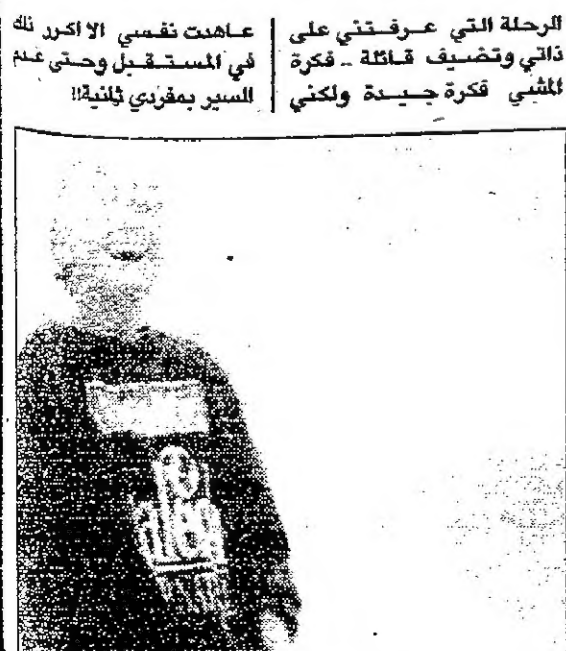 الرحلة التي عرفتني على
ذاتي وتضيف قائلة .. فكرة
المشي فكرة جيدة ولكني
عاهدت نفسي الا اكرر ذلك
في المستقبل وحتى عدم
السير بمفردي ثانية!!